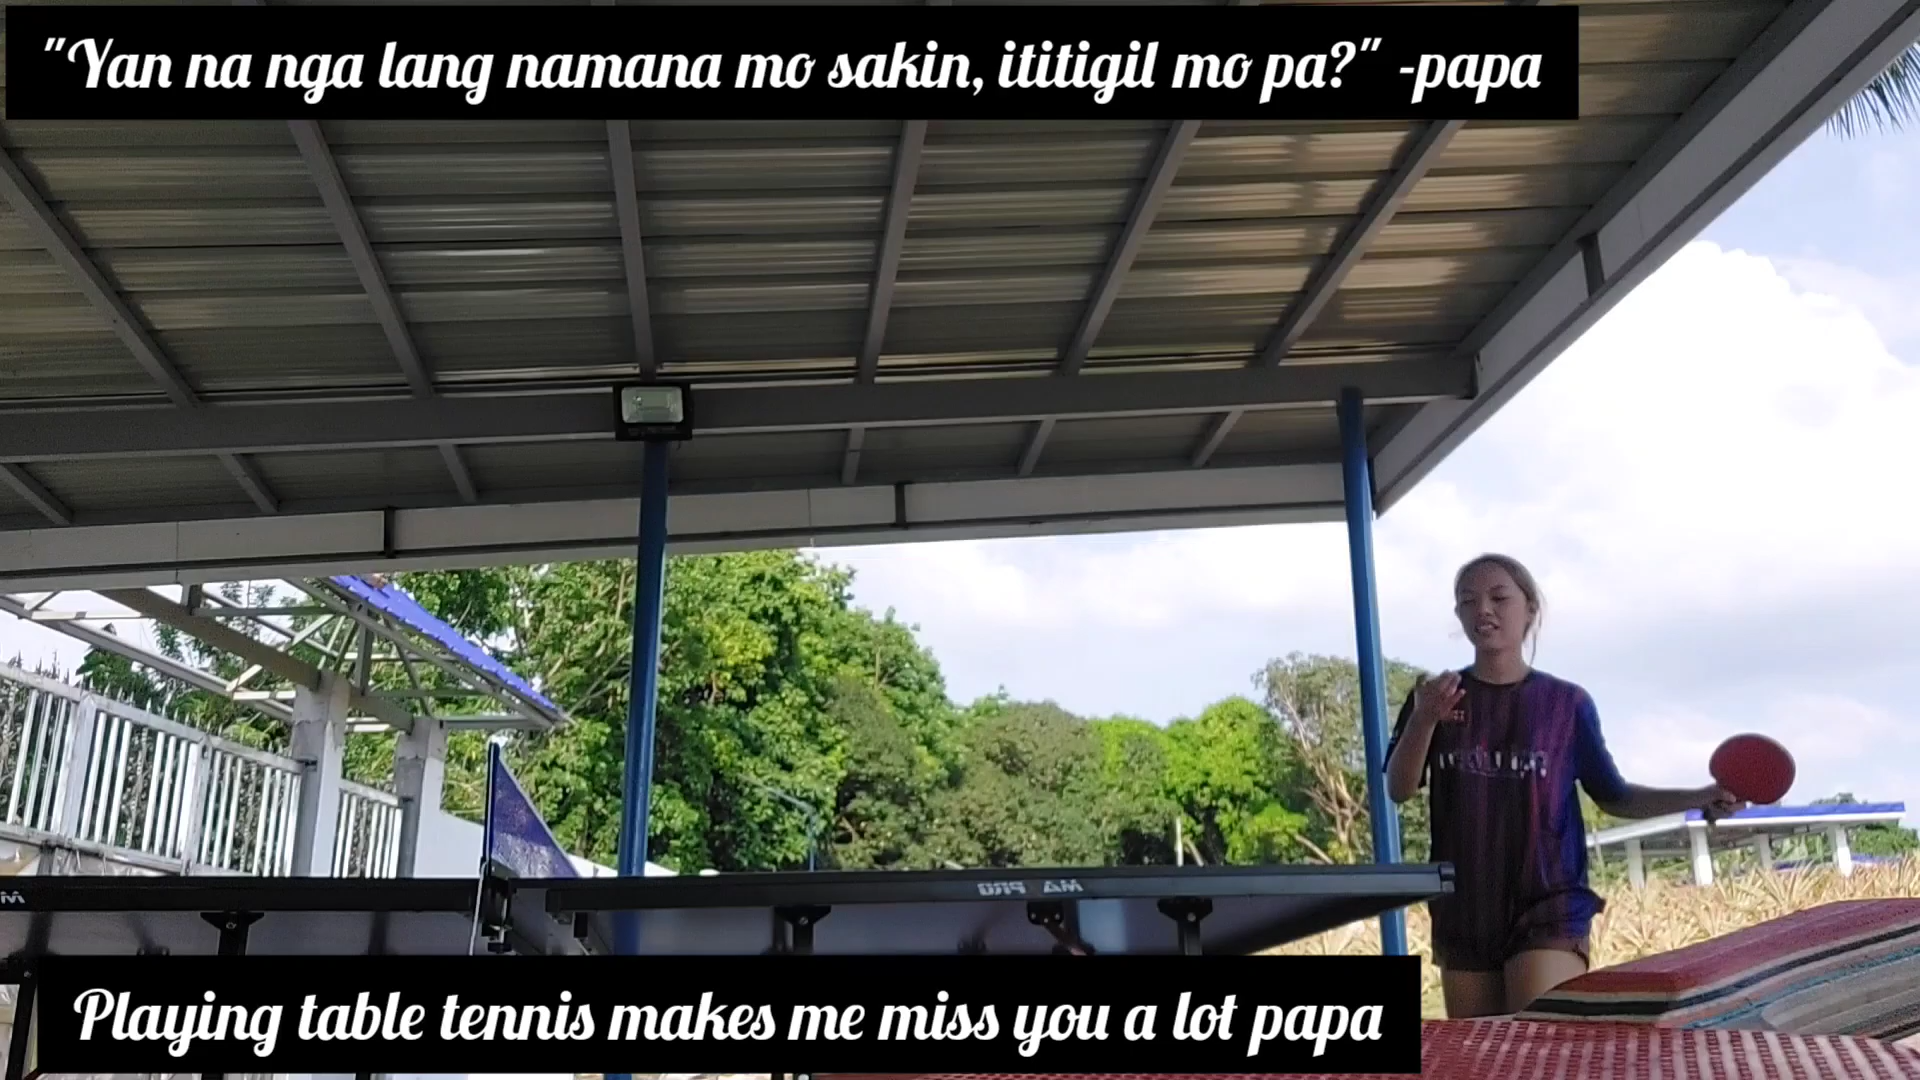 "Yan na nga lang namana mo sakin, ititigil mo pa?" -papa
Playing table tennis makes me miss you a lot papa